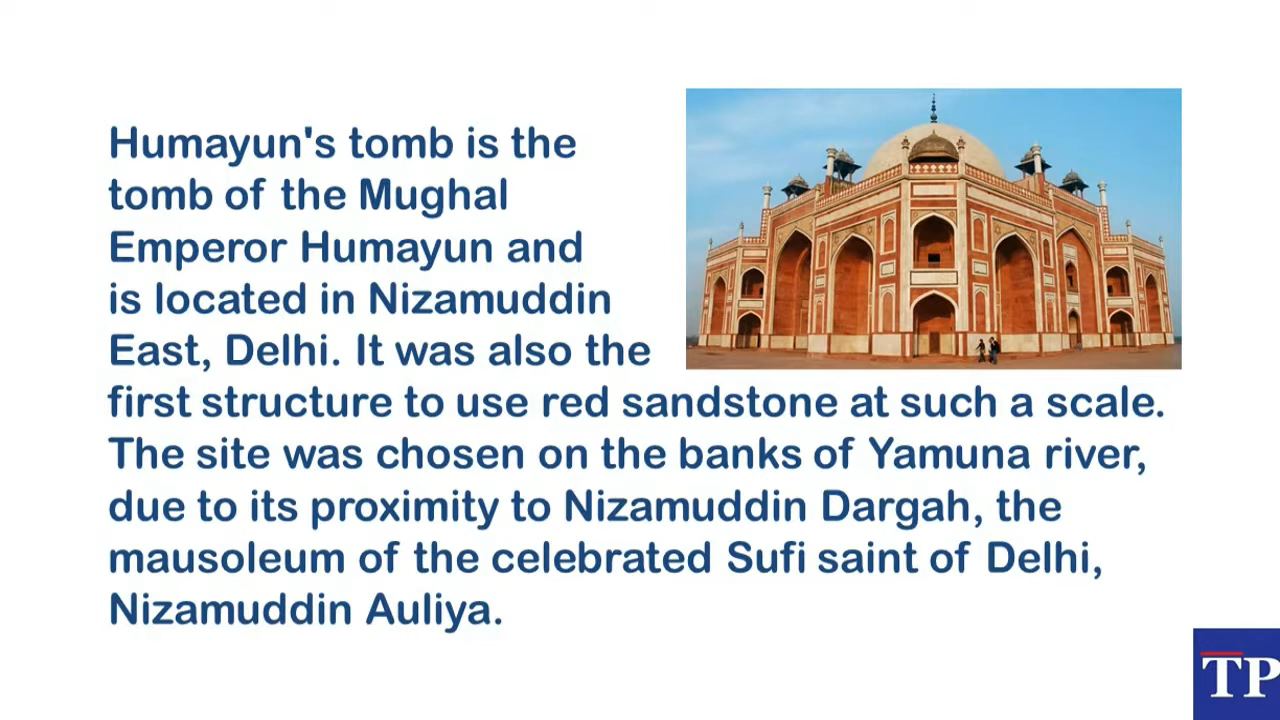 Humayun's tomb is the
tomb of the Mughal
Emperor Humayun and
is located in Nizamuddin
East, Delhi. It was also the
first structure to use red sandstone at such a scale.
The site was chosen on the banks of Yamuna river,
due to its proximity to Nizamuddin Dargah, the
mausoleum of the celebrated Sufi saint of Delhi,
Nizamuddin Auliya.
TP